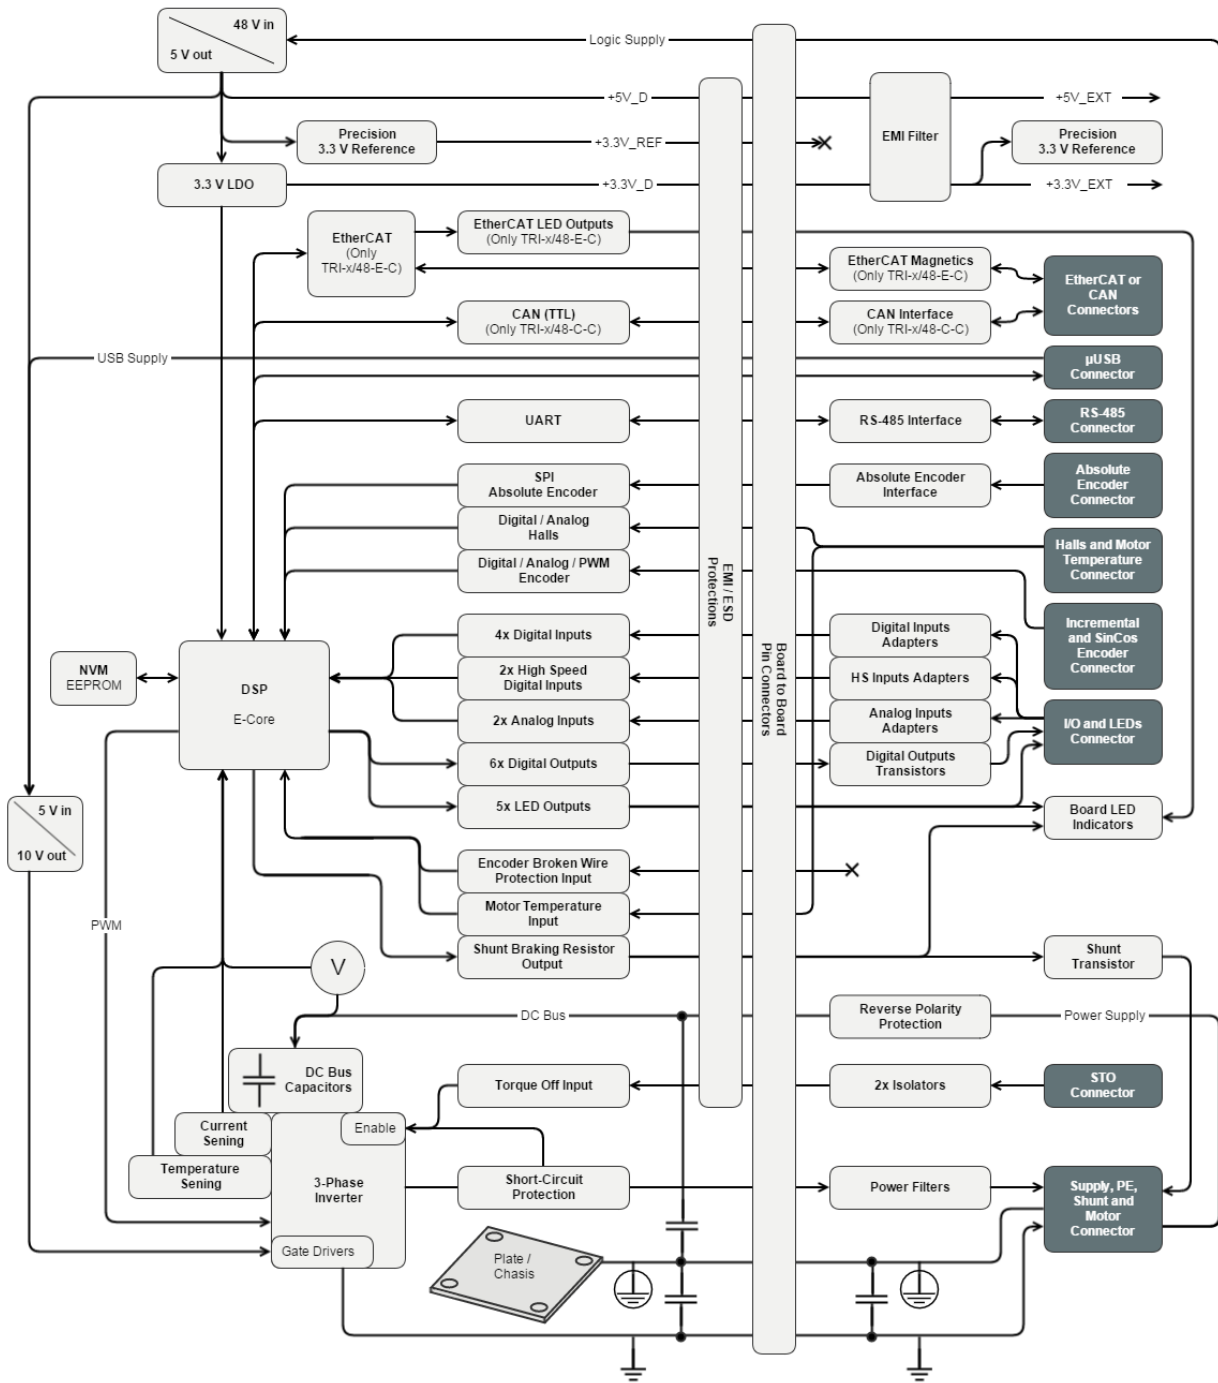 48 V in
5 V out
Logic Supply
+5V_D
+5V_EXT
EMI Filter
Precision
3.3 V Reference
+3.3V_REF
Precision
3.3 V Reference
3.3 V LDO
+3.3V_D
+3.3V_EXT
EtherCAT
(Only
TRI-x/48-E-C)
EtherCAT LED Outputs
(Only TRI-x/48-E-C)
EtherCAT Magnetics
(Only TRI-x/48-E-C)
EtherCAT or
CAN
Connectors
CAN (TTL)
(Only TRI-x/48-C-C)
CAN Interface
(Only TRI-x/48-C-C)
USB Supply
µUSB
Connector
UART
RS-485 Interface
RS-485
Connector
SPI
Absolute Encoder
Absolute Encoder
Interface
Absolute
Encoder
Connector
Digital / Analog
Halls
Halls and Motor
Temperature
Connector
Digital / Analog / PWM
Encoder
EMI / ESD
Protections
Board to Board
Pin Connectors
Incremental
and SinCos
Encoder
Connector
4x Digital Inputs
Digital Inputs
Adapters
NVM
EEPROM
DSP
E-Core
2x High Speed
Digital Inputs
HS Inputs Adapters
2x Analog Inputs
Analog Inputs
Adapters
I/O and LEDs
Connector
6x Digital Outputs
Digital Outputs
Transistors
5x LED Outputs
Board LED
Indicators
5 V in
10 V out
Encoder Broken Wire
Protection Input
Motor Temperature
Input
PWM
Shunt Braking Resistor
Output
Shunt
Transistor
V
DC Bus
Reverse Polarity
Protection
Power Supply
DC Bus
Capacitors
Torque Off Input
2x Isolators
STO
Connector
Current
Sening
Enable
Temperature
Sening
3-Phase
Inverter
Short-Circuit
Protection
Power Filters
Supply, PE,
Shunt and
Motor
Connector
Gate Drivers
Plate /
Chasis